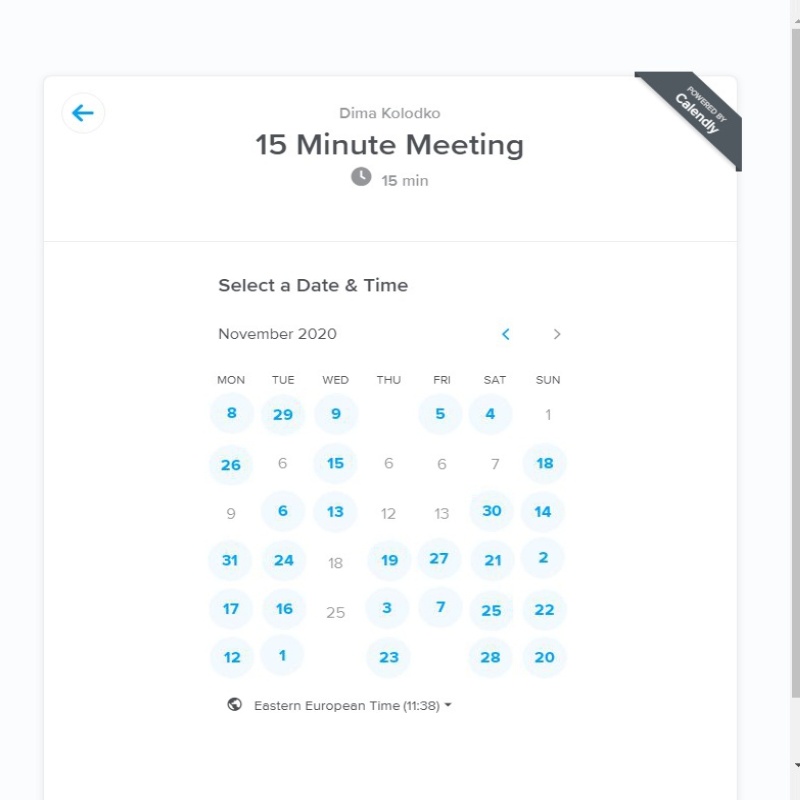 POWERED BY
Calendly
Dima Kolodko
15 Minute Meeting
15 min
Select a Date & Time
November 2020
MON TUE WED THU FRI SAT SUN
8 29 9 5 4 1
26 6 15 6 6 7 18
9 6 13 12 13 30 14
31 24 18 19 27 21 2
17 16 25 3 7 25 22
12 1 23 28 20
Eastern European Time (11:38)